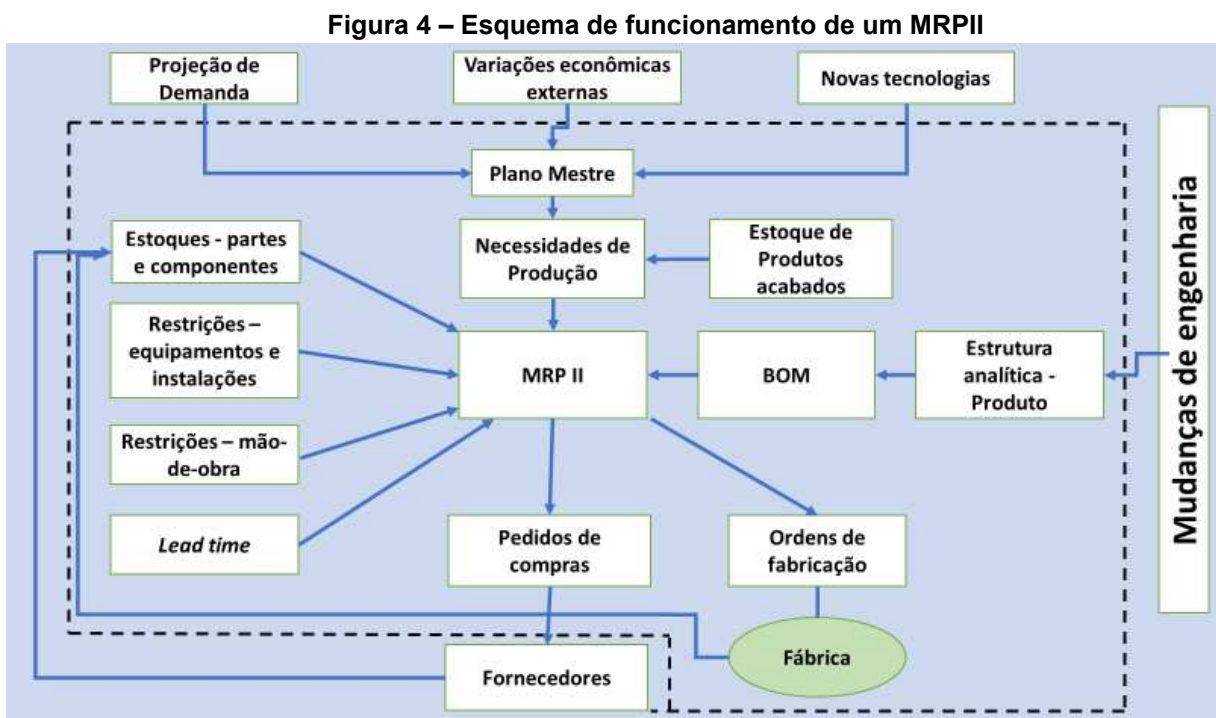 Figura 4 – Esquema de funcionamento de um MRPII
Projeção de
Demanda
Variações econômicas
externas
Novas tecnologias
Plano Mestre
Estoques - partes
e componentes
Necessidades de
Produção
Estoque de
Produtos
acabados
Restrições –
equipamentos e
instalações
MRP II
BOM
Estrutura
analítica -
Produto
Mudanças de engenharia
Restrições – mão-
de-obra
Lead time
Pedidos de
compras
Ordens de
fabricação
Fornecedores
Fábrica